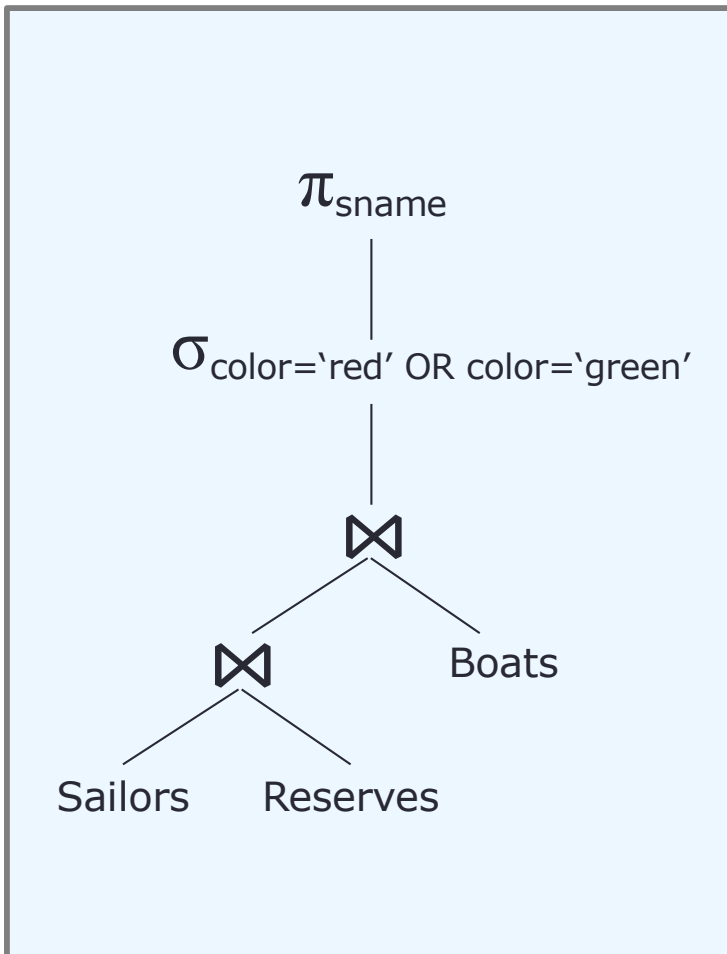 πsname
σcolor=‘red’ OR color=‘green’
⋈
⋈ Boats
Sailors Reserves